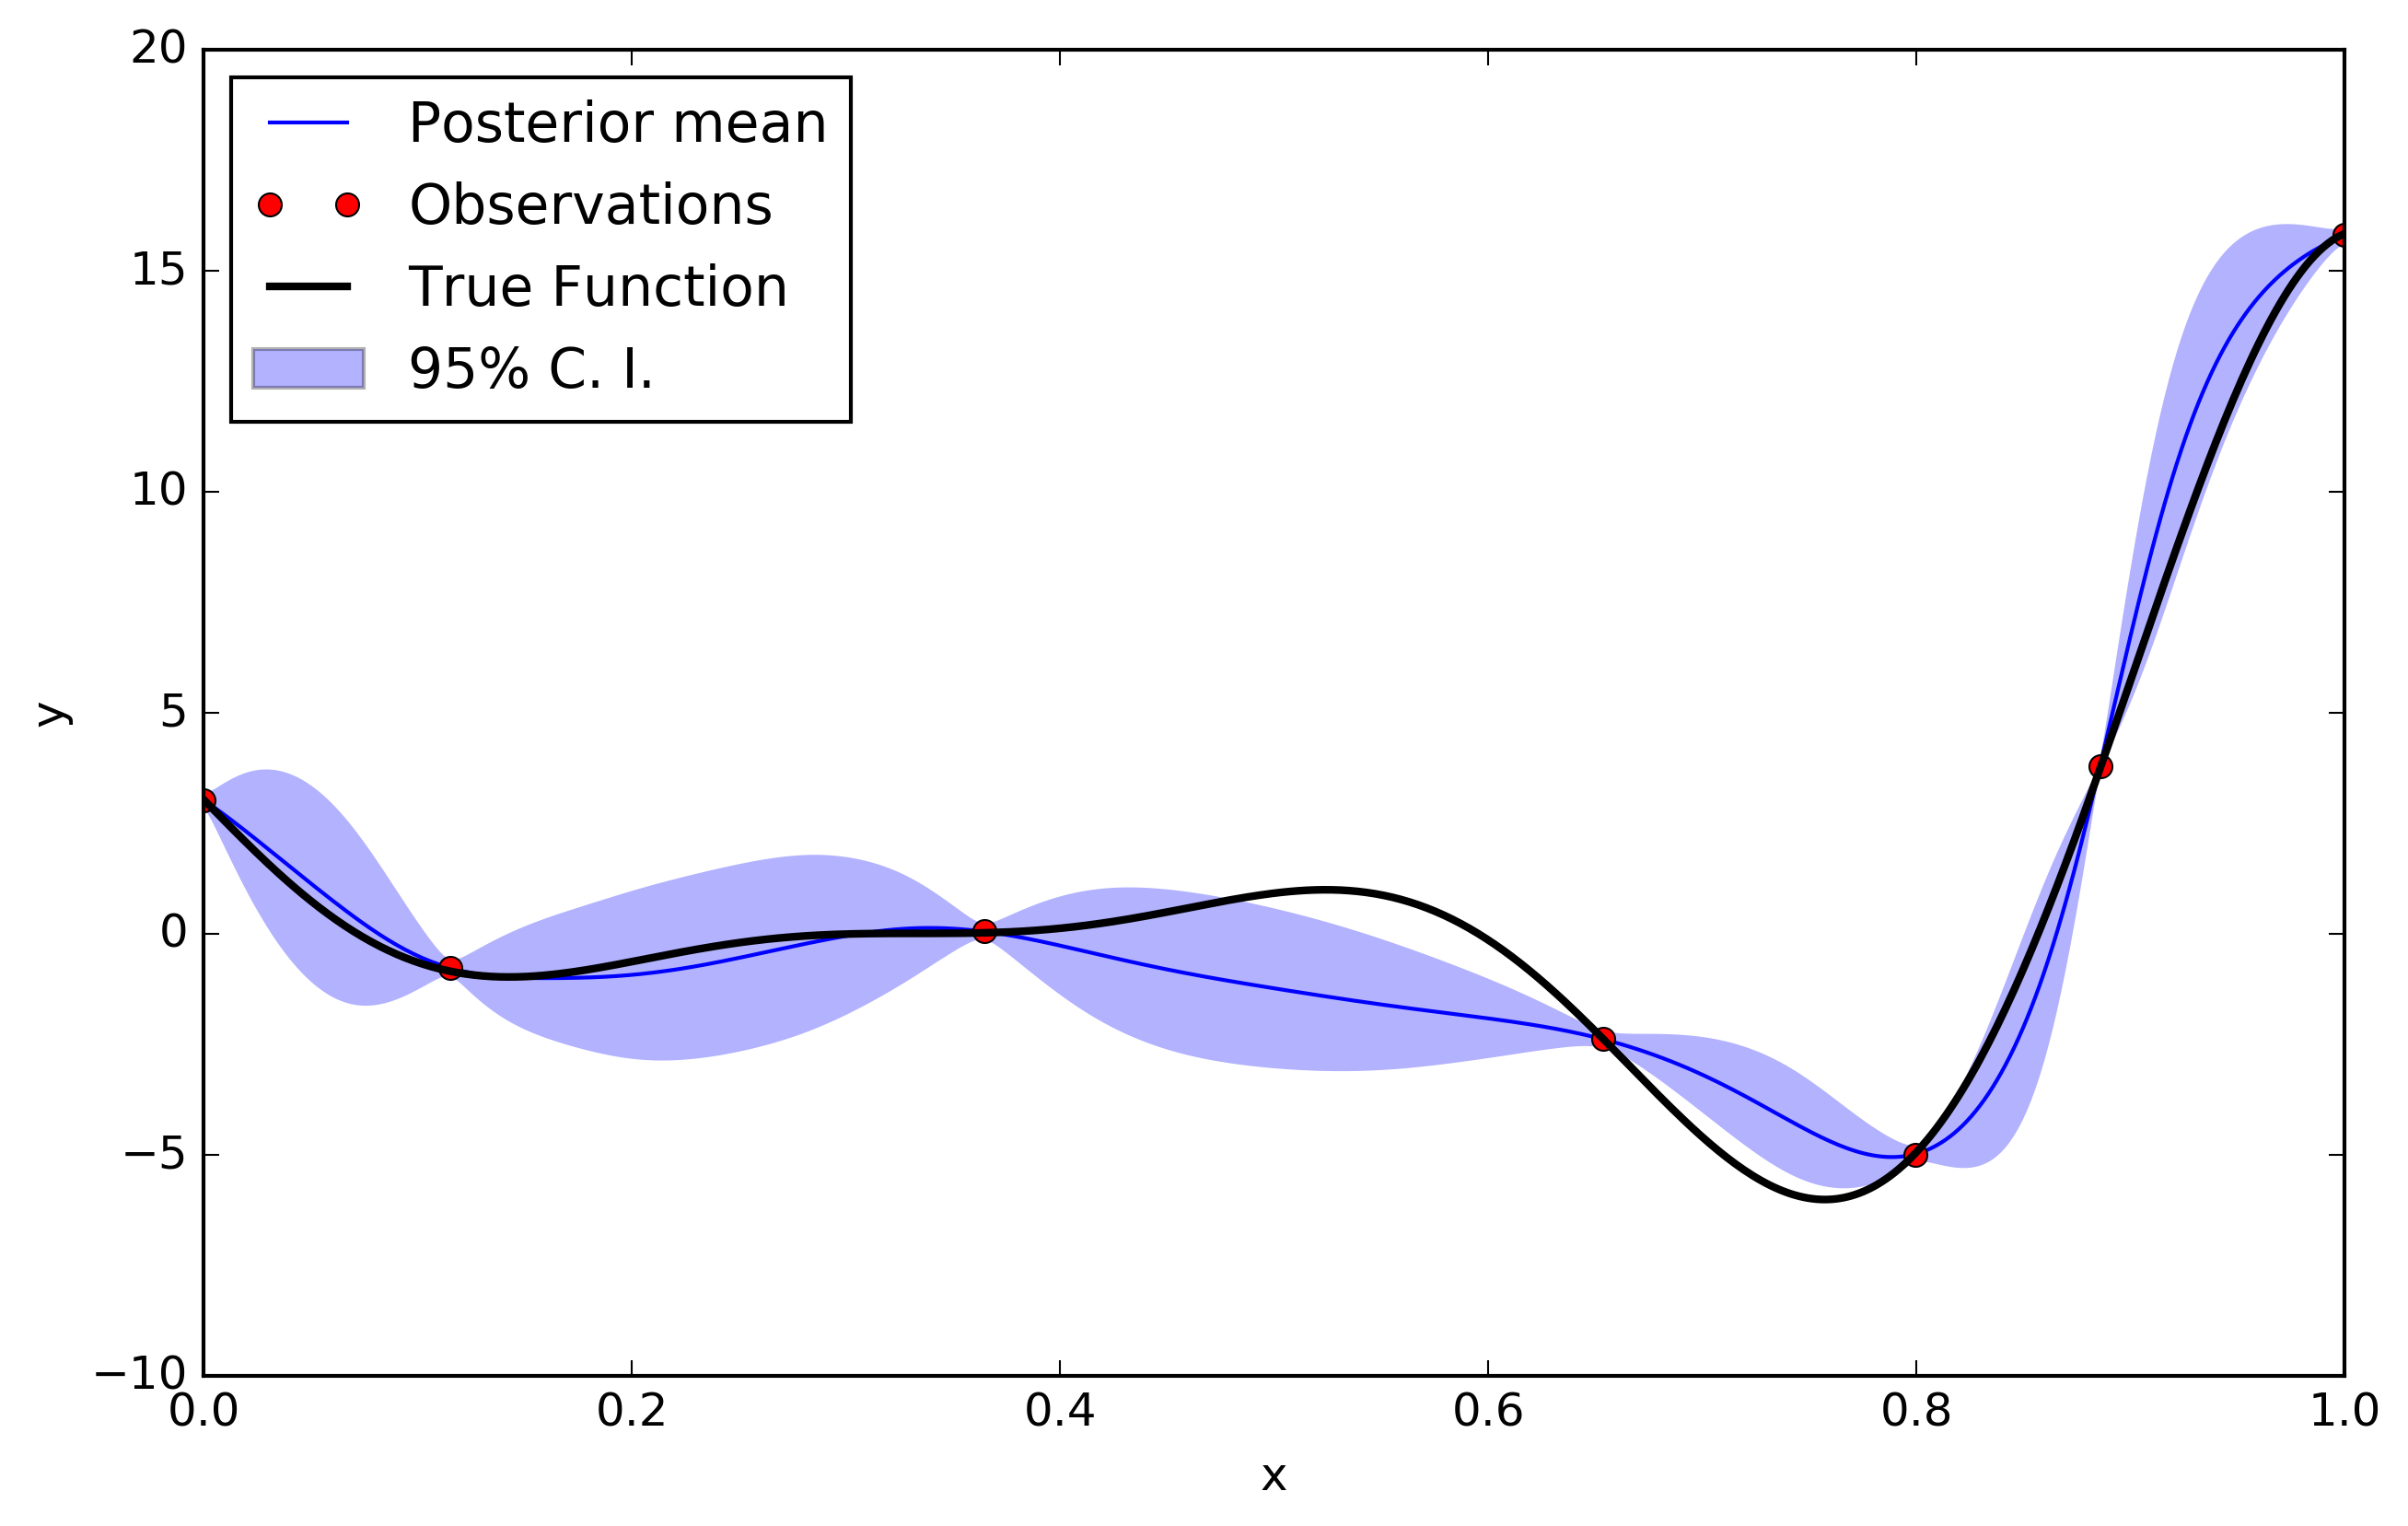 20
15
10
5
0
−5
−10
y
Posterior mean
Observations
True Function
95% C. I.
0.0 0.2 0.4 0.6 0.8 1.0
x